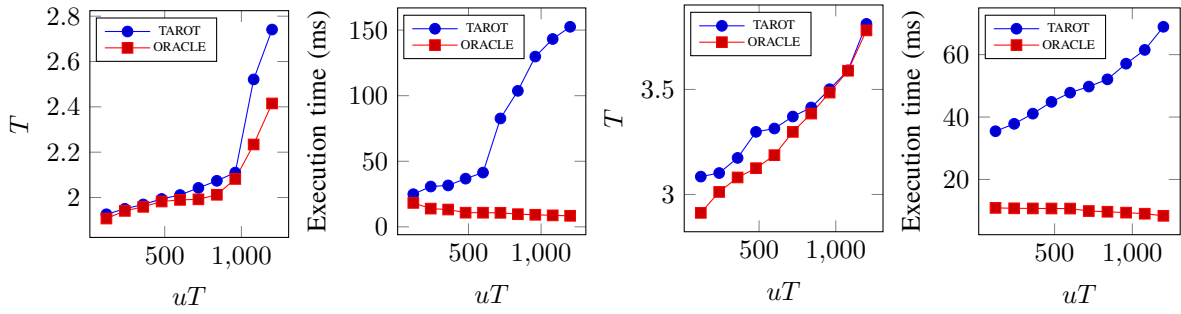 2.8
2.6
2.4
2.2
2
T
TAROT
ORACLE
500
1,000
uT
150
100
50
0
Execution time (ms)
TAROT
ORACLE
500
1,000
uT
3.5
3
T
TAROT
ORACLE
500
1,000
uT
60
40
20
Execution time (ms)
TAROT
ORACLE
500
1,000
uT